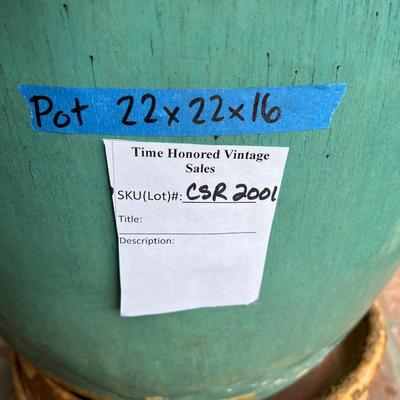 Pot 22x22x16
Time Honored Vintage
Sales
SKU(Lot)#: CSR 2001
Title:
Description: